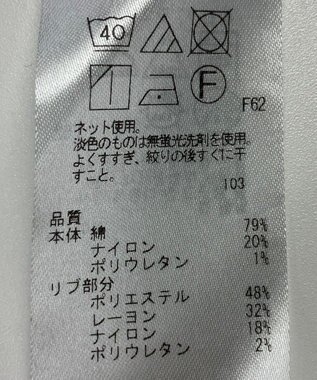 40
F
F62
ネット使用。
淡色のものは無蛍光洗剤を使用。
よくすすぎ、絞りの後すぐに干
すこと。
103
品質
本体 綿 79%
ナイロン 20%
ポリウレタン 1%
リブ部分
ポリエステル 48%
レーヨン 32%
ナイロン 18%
ポリウレタン 2%